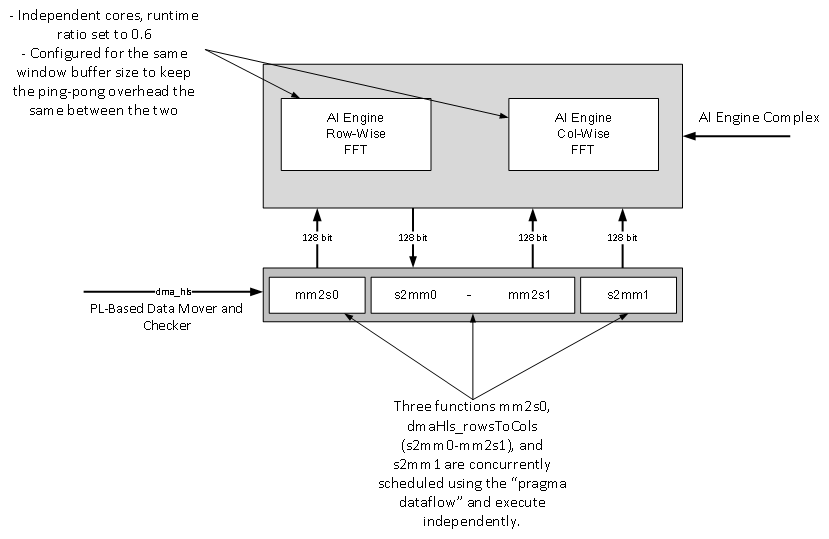 - Independent cores, runtime
ratio set to 0.6
- Configured for the same
window buffer size to keep
the ping-pong overhead the
same between the two
AI Engine
Row-Wise
FFT
AI Engine
Col-Wise
FFT
AI Engine Complex
128 bit
128 bit
128 bit
128 bit
dma_hls
PL-Based Data Mover and
Checker
mm2s0
s2mm0 - mm2s1
s2mm1
Three functions mm2s0,
dmaHls_rowsToCols
(s2mm0-mm2s1), and
s2mm1 are concurrently
scheduled using the “pragma
dataflow” and execute
independently.